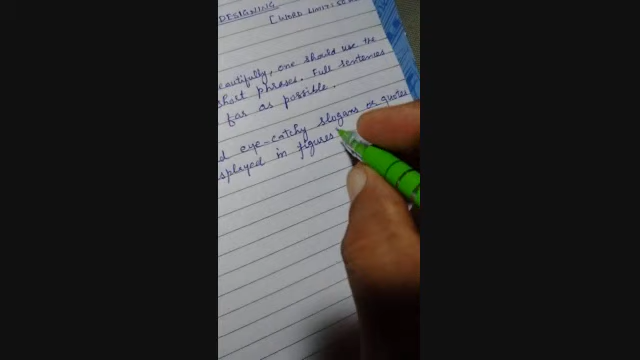 DESIGNING
[WORD LIMIT: 50
eautifully, one should use the
short phrases. Full sentences
far as possible.
d eye-catchy slogans or quotes
splayed in figures